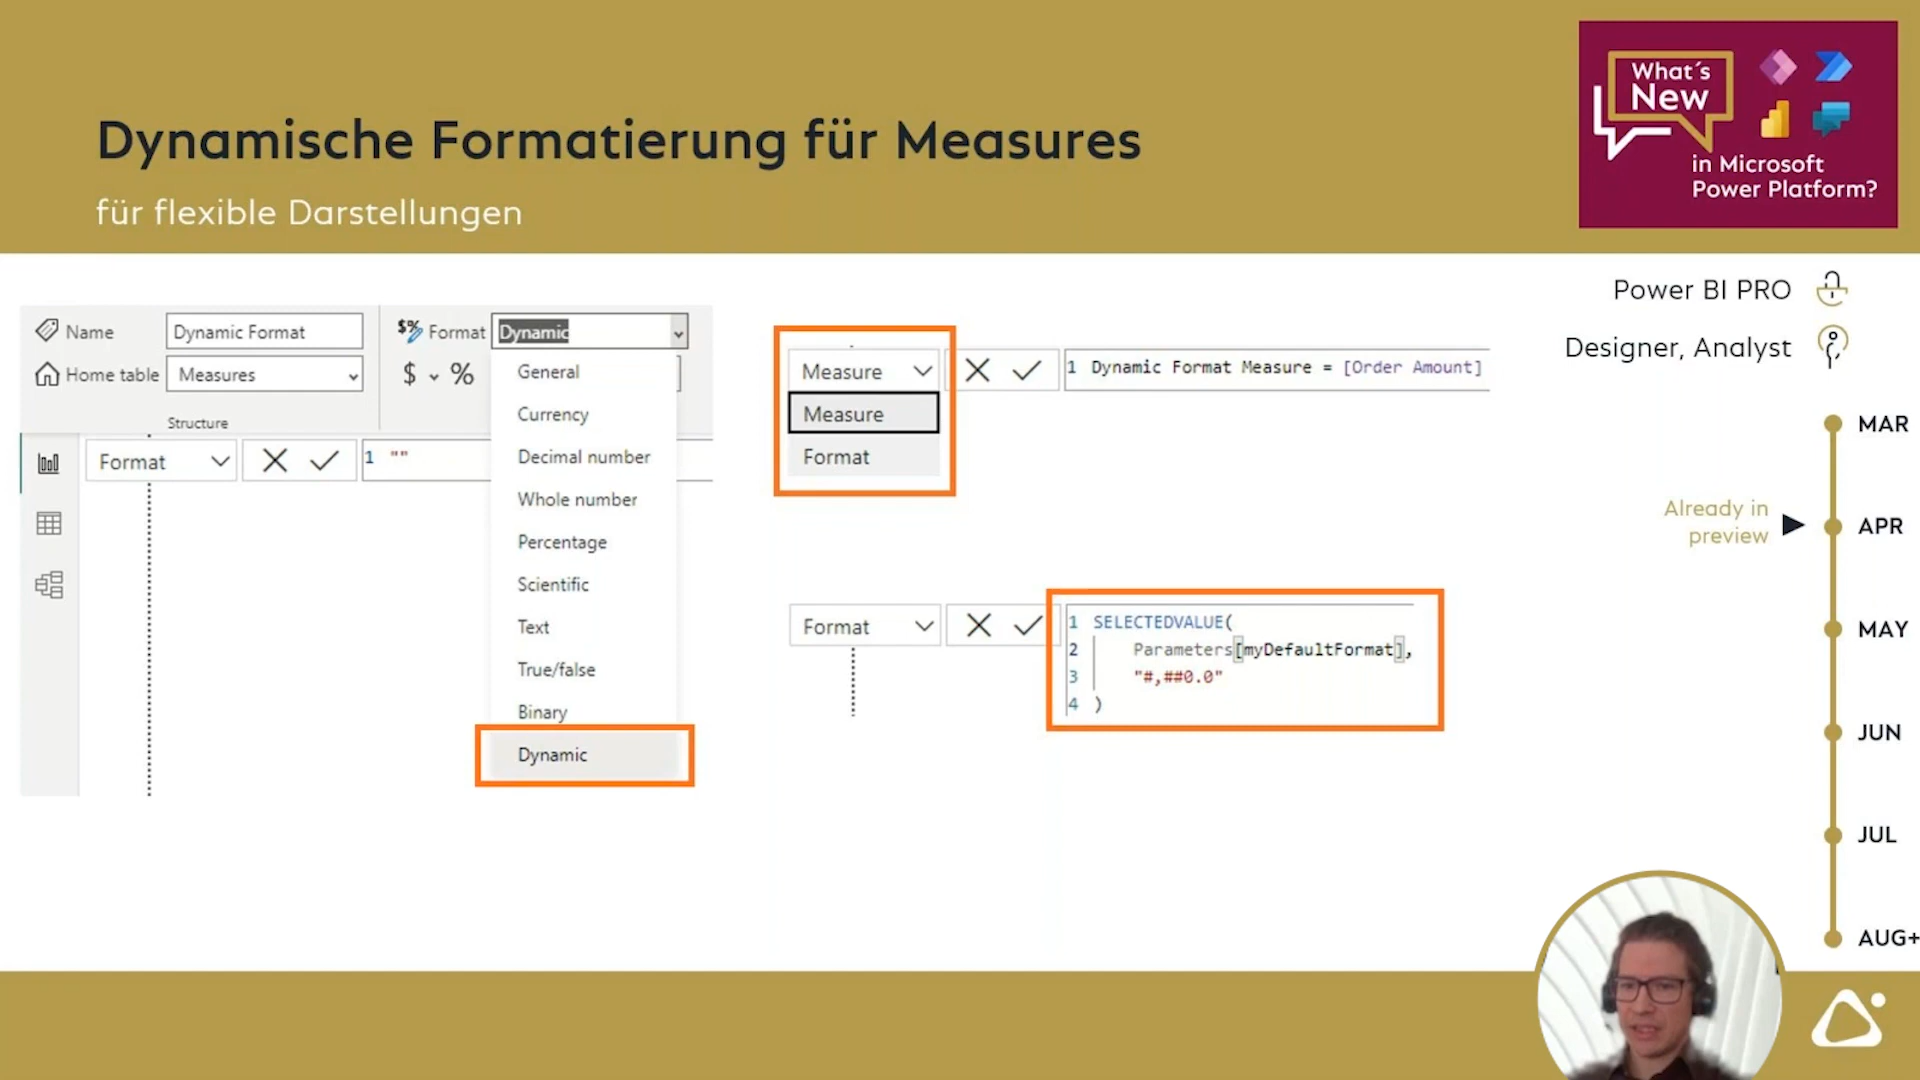 Dynamische Formatierung für Measures
für flexible Darstellungen
What´s
New
in Microsoft
Power Platform?
Name
Dynamic Format
$%
Format
Dynamic
Home table
Measures
$
%
Structure
General
Currency
Decimal number
Whole number
Percentage
Scientific
Text
True/false
Binary
Dynamic
Format
1 ""
Measure
Measure
Format
1 Dynamic Format Measure = [Order Amount]
Format
1 SELECTEDVALUE(
2 Parameters[myDefaultFormat],
3 "#,##0.0"
4 )
Power BI PRO
Designer, Analyst
MAR
Already in
preview
APR
MAY
JUN
JUL
AUG+